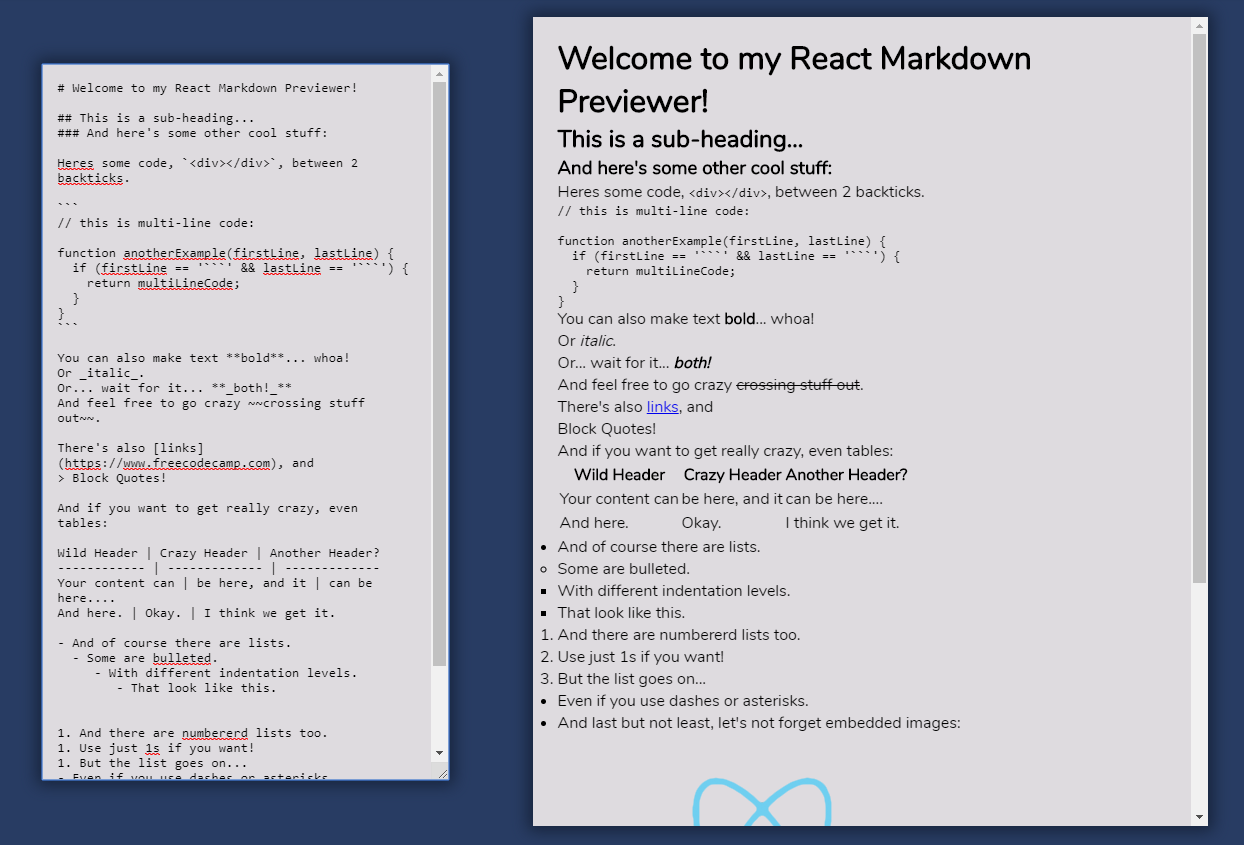 # Welcome to my React Markdown Previewer!
## This is a sub-heading...
### And here's some other cool stuff:
Heres some code, `<div></div>`, between 2
backticks.
```
// this is multi-line code:
function anotherExample(firstLine, lastLine) {
  if (firstLine == '```' && lastLine == '```') {
    return multiLineCode;
  }
}
```
You can also make text **bold**... whoa!
Or _italic_.
Or... wait for it... **_both!_**
And feel free to go crazy ~~crossing stuff
out~~.
There's also [links]
(https://www.freecodecamp.com), and
> Block Quotes!
And if you want to get really crazy, even
tables:
Wild Header | Crazy Header | Another Header?
------------ | ------------- | -------------
Your content can | be here, and it | can be
here....
And here. | Okay. | I think we get it.
- And of course there are lists.
  - Some are bulleted.
     - With different indentation levels.
        - That look like this.
1. And there are numbererd lists too.
1. Use just 1s if you want!
1. But the list goes on...
- Even if you use dashes or asterisks.
Welcome to my React Markdown
Previewer!
This is a sub-heading...
And here's some other cool stuff:
Heres some code, <div></div>, between 2 backticks.
// this is multi-line code:
function anotherExample(firstLine, lastLine) {
  if (firstLine == '```' && lastLine == '```') {
    return multiLineCode;
  }
}
You can also make text bold... whoa!
Or italic.
Or... wait for it... both!
And feel free to go crazy crossing stuff out.
There's also links, and
Block Quotes!
And if you want to get really crazy, even tables:
Wild Header Crazy Header Another Header?
Your content can be here, and it can be here....
And here. Okay. I think we get it.
• And of course there are lists.
○ Some are bulleted.
▪ With different indentation levels.
▪ That look like this.
1. And there are numbererd lists too.
2. Use just 1s if you want!
3. But the list goes on...
• Even if you use dashes or asterisks.
• And last but not least, let's not forget embedded images: